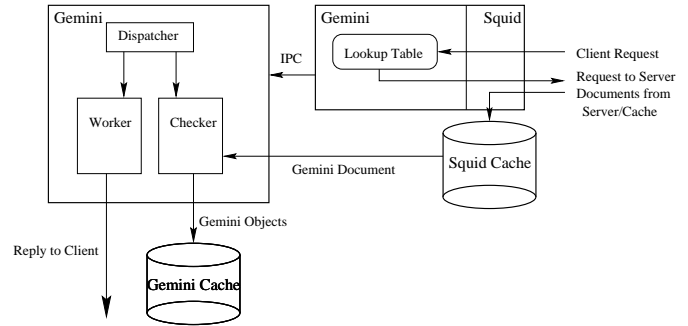 Gemini
Dispatcher
Worker
Checker
IPC
Gemini
Squid
Lookup Table
Client Request
Request to Server
Documents from
Server/Cache
Squid Cache
Gemini Document
Gemini Objects
Reply to Client
Gemini Cache